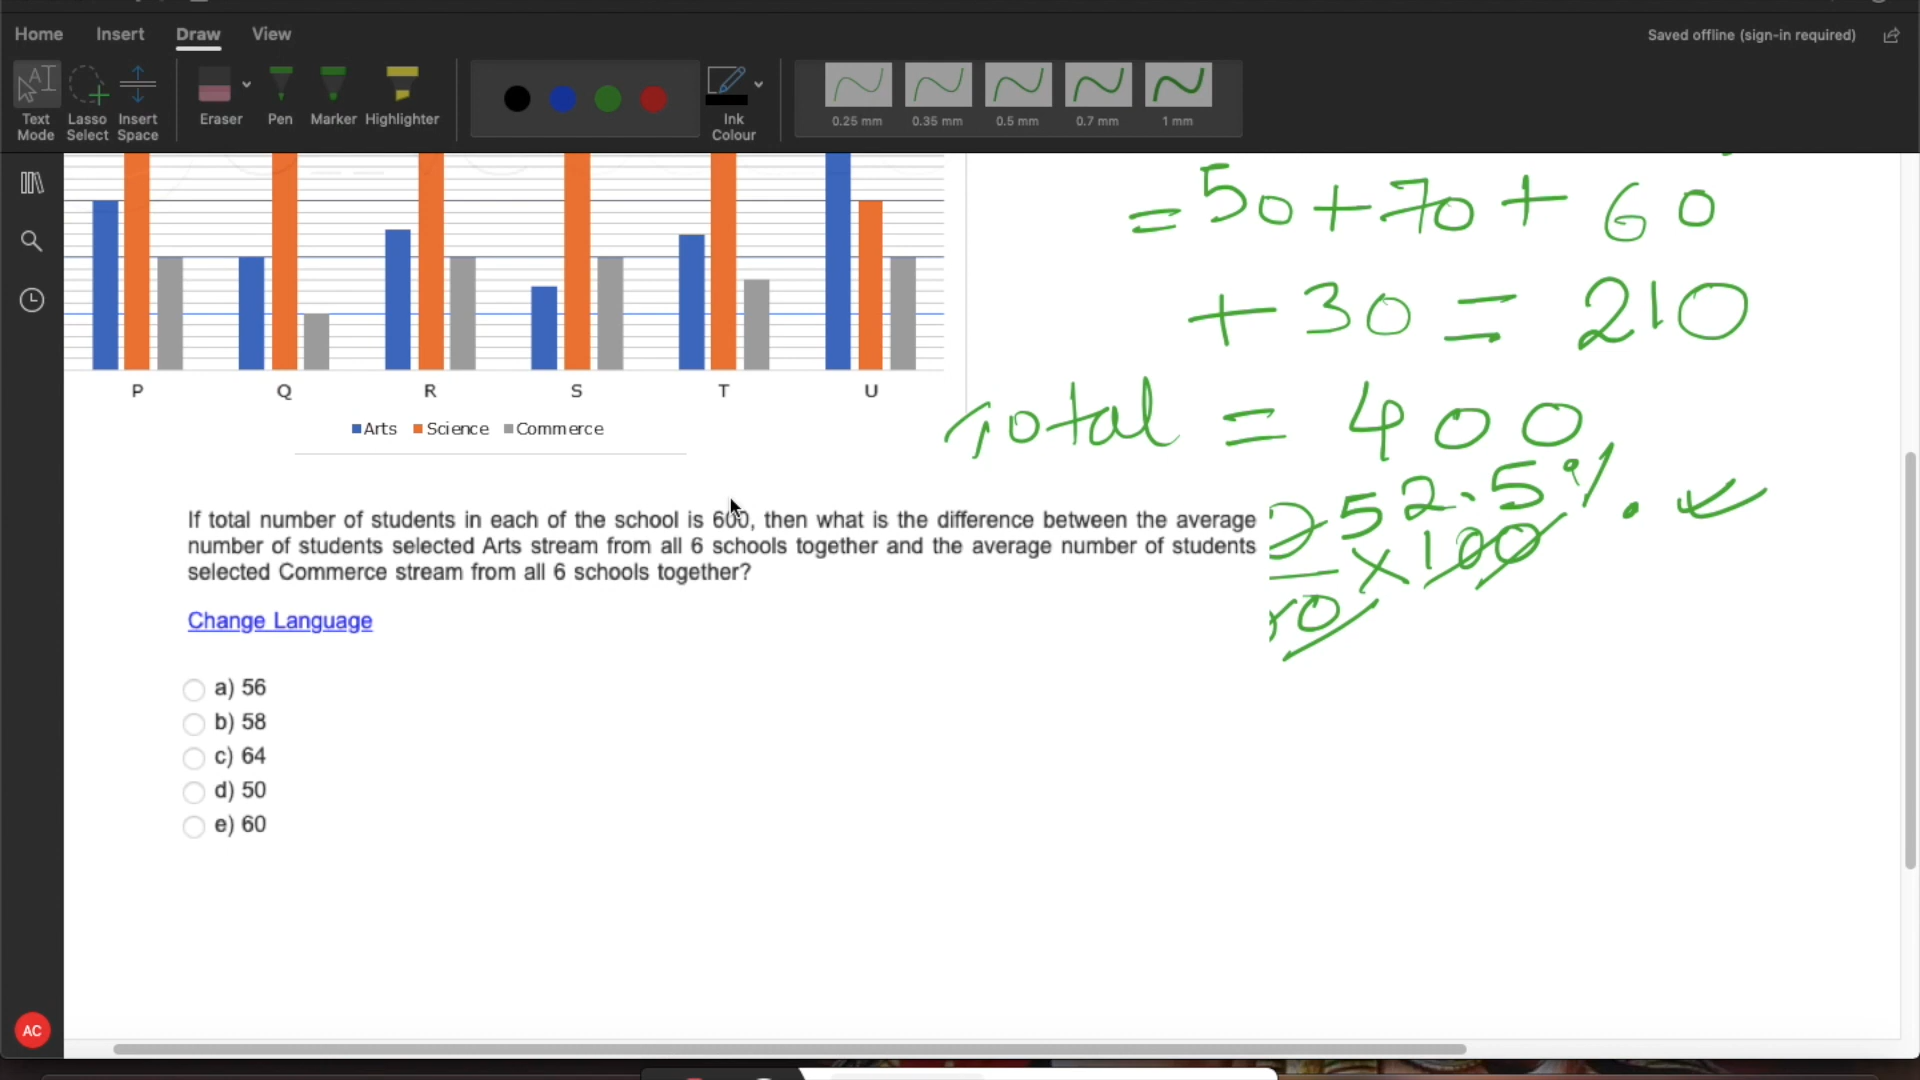 Home Insert Draw View
Saved offline (sign-in required)
Text Mode
Lasso Select
Insert Space
Eraser
Pen
Marker
Highlighter
Ink Colour
0.25 mm
0.35 mm
0.5 mm
0.7 mm
1 mm
= 50 + 70 + 60
+ 30 = 210
P Q R S T U
Arts Science Commerce
Total = 400
52.5%.
× 100
If total number of students in each of the school is 600, then what is the difference between the average
number of students selected Arts stream from all 6 schools together and the average number of students
selected Commerce stream from all 6 schools together?
Change Language
a) 56
b) 58
c) 64
d) 50
e) 60
AC